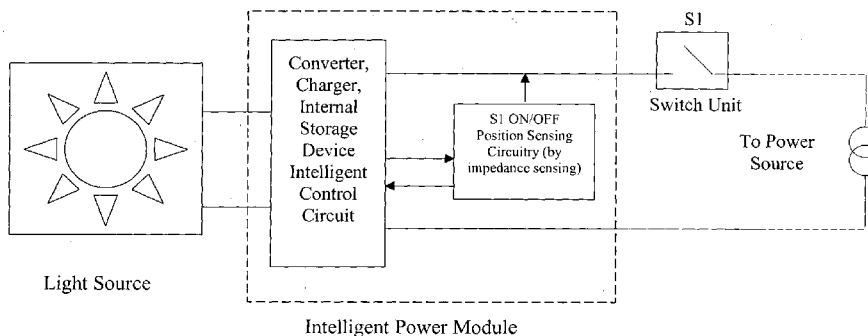 S1
Switch Unit
Converter,
Charger,
Internal
Storage
Device
Intelligent
Control
Circuit
S1 ON/OFF
Position Sensing
Circuitry (by
impedance sensing)
To Power
Source
Light Source
Intelligent Power Module